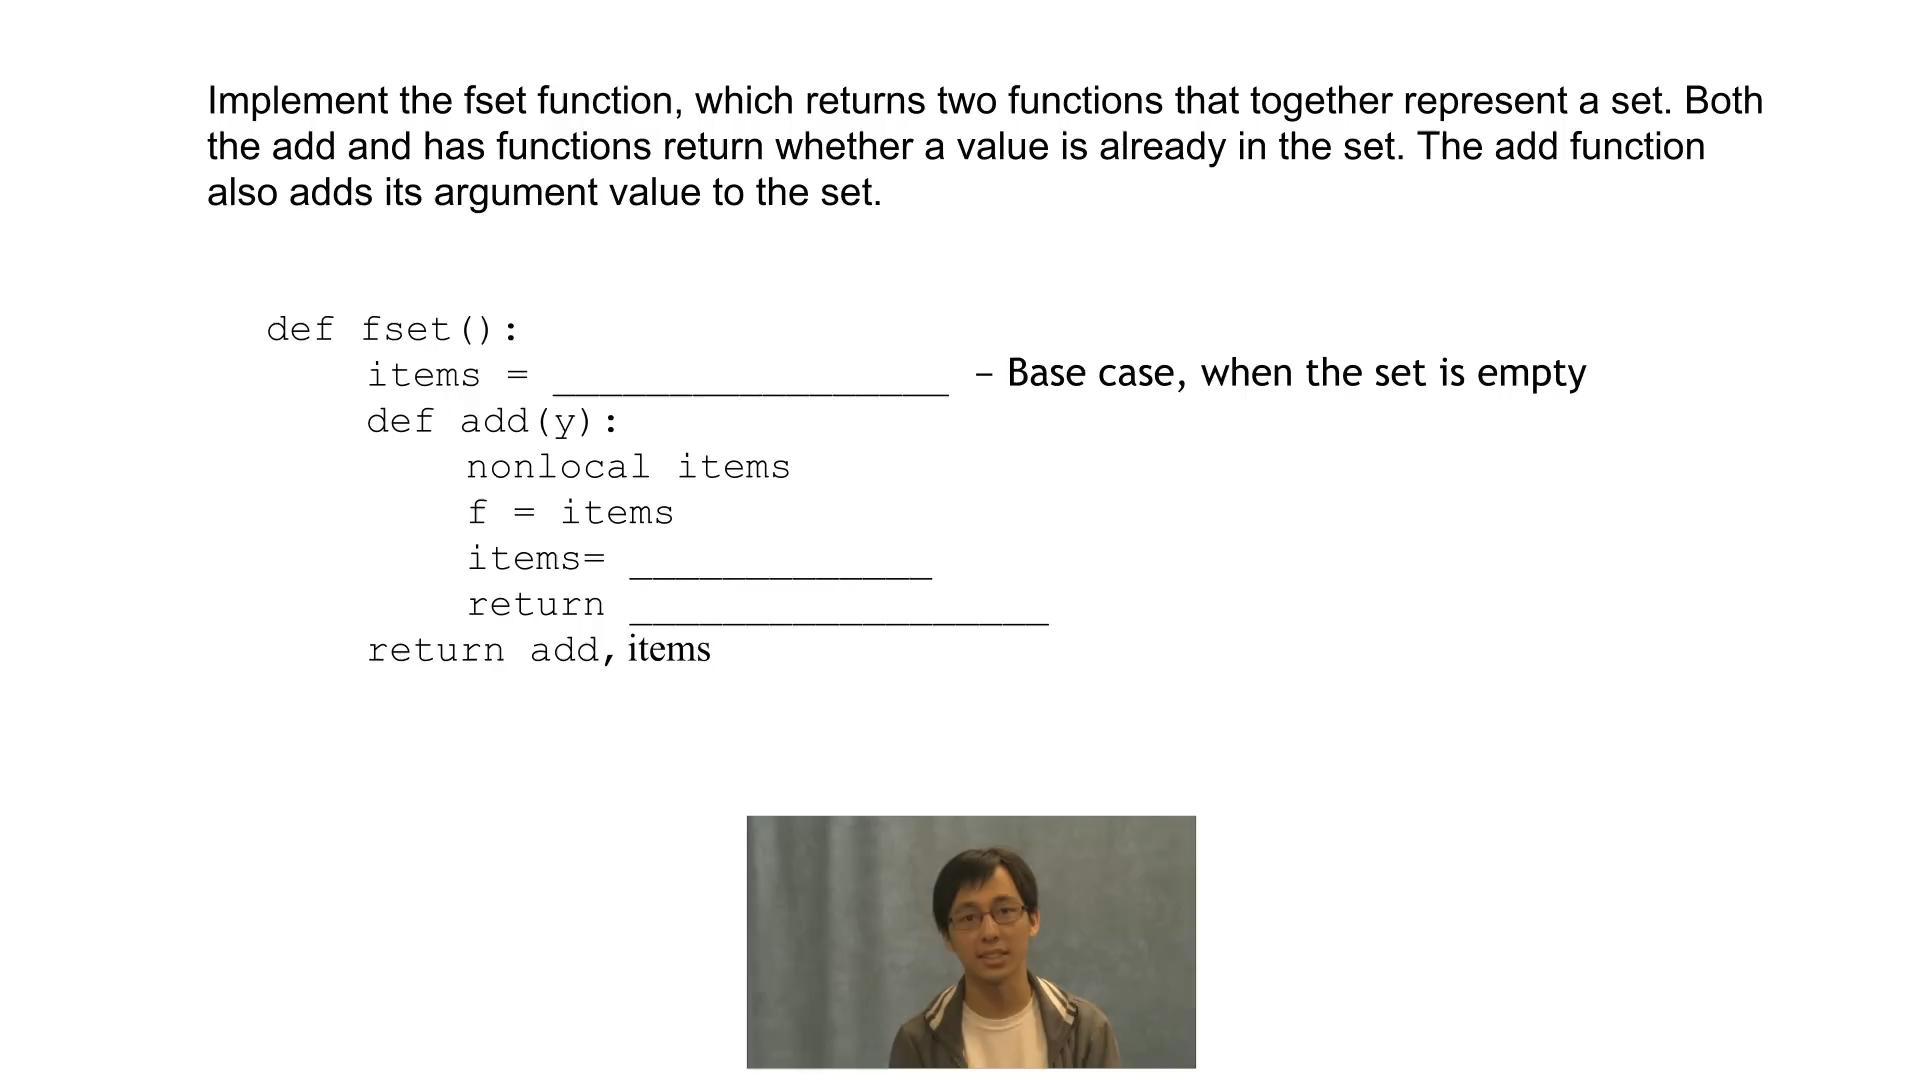 Implement the fset function, which returns two functions that together represent a set. Both
the add and has functions return whether a value is already in the set. The add function
also adds its argument value to the set.
def fset():
items = _________________ – Base case, when the set is empty
def add(y):
nonlocal items
f = items
items= _____________
return __________________
return add, items